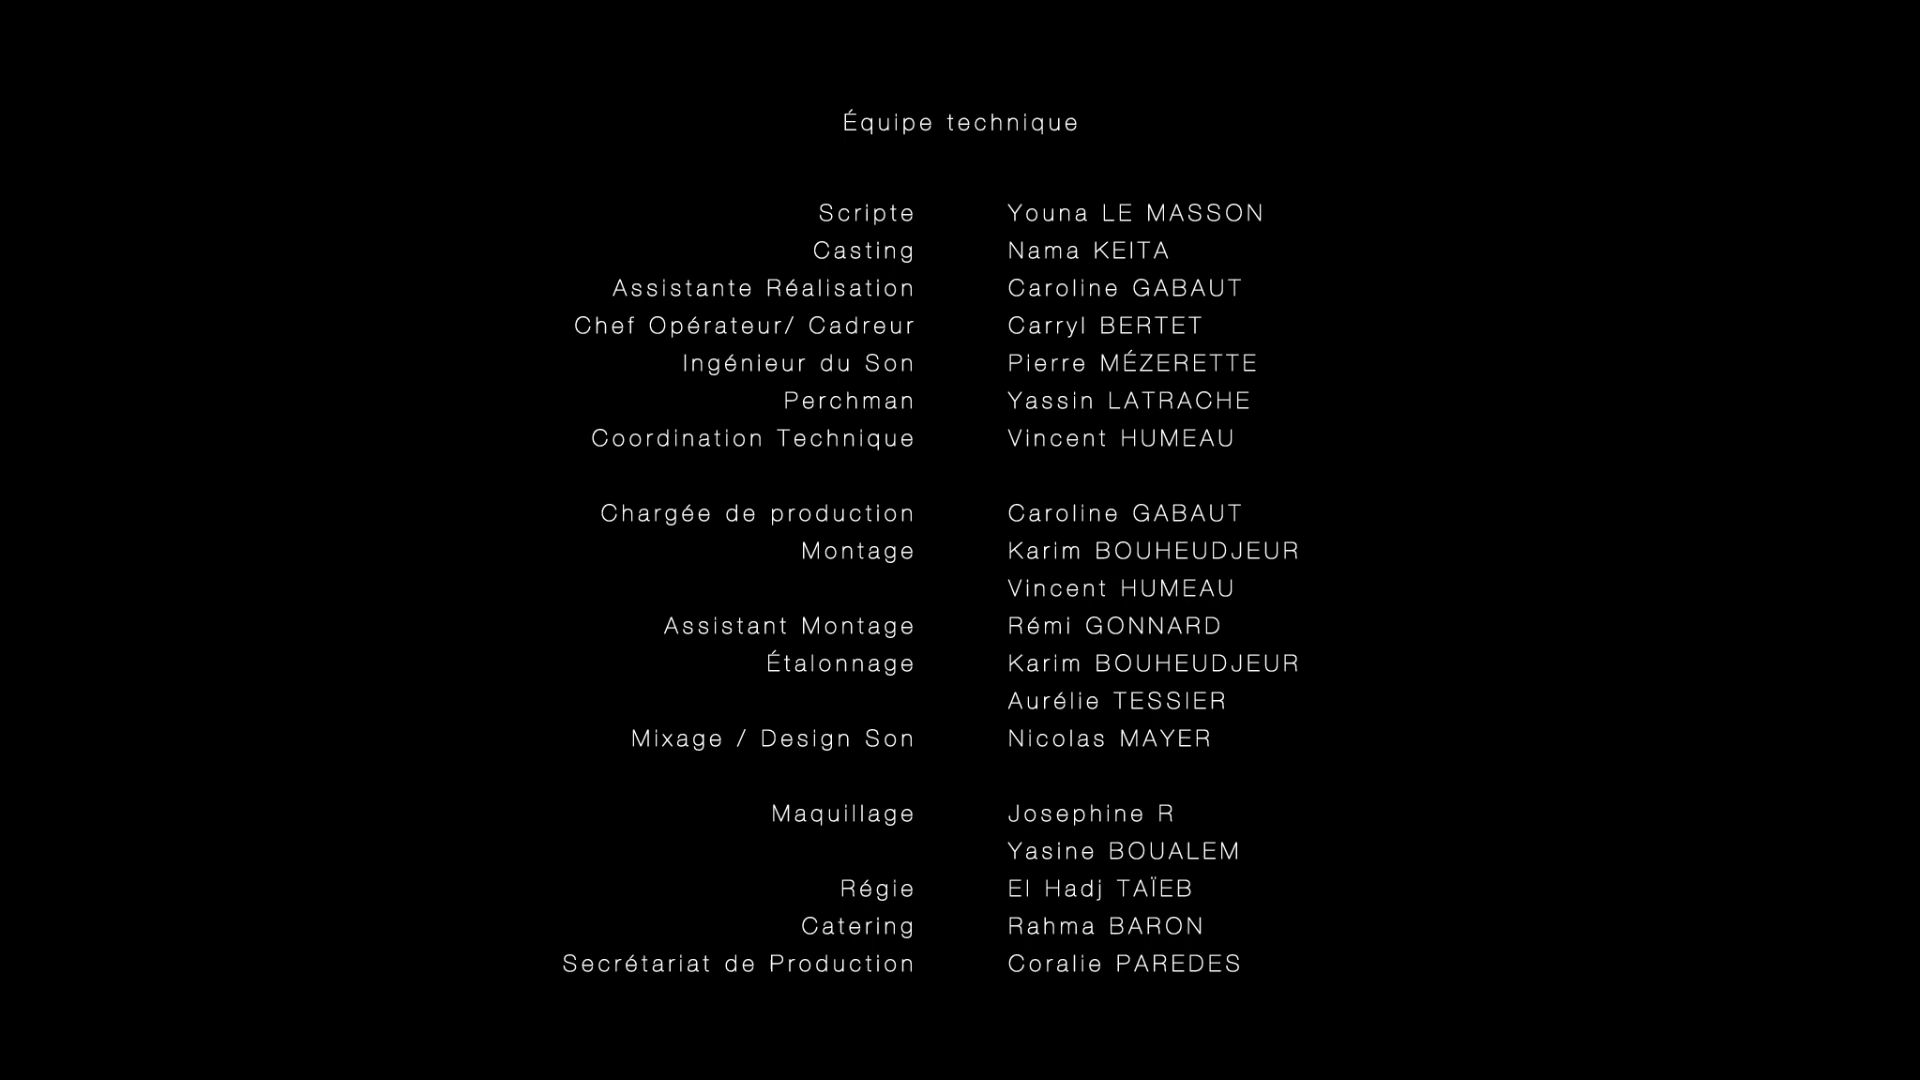 Équipe technique
Scripte Youna LE MASSON
Casting Nama KEITA
Assistante Réalisation Caroline GABAUT
Chef Opérateur/ Cadreur Carryl BERTET
Ingénieur du Son Pierre MÉZERETTE
Perchman Yassin LATRACHE
Coordination Technique Vincent HUMEAU
Chargée de production Caroline GABAUT
Montage Karim BOUHEUDJEUR
Vincent HUMEAU
Assistant Montage Rémi GONNARD
Étalonnage Karim BOUHEUDJEUR
Aurélie TESSIER
Mixage / Design Son Nicolas MAYER
Maquillage Josephine R
Yasine BOUALEM
Régie El Hadj TAÏEB
Catering Rahma BARON
Secrétariat de Production Coralie PAREDES